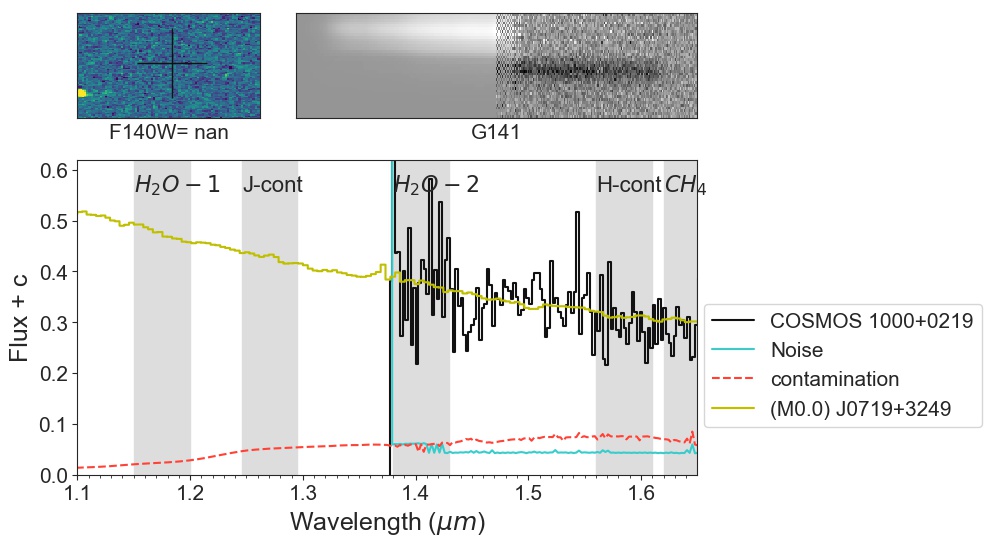 F140W= nan
G141
H₂O − 1
J-cont
H₂O − 2
H-cont
CH₄
0.6
0.5
0.4
0.3
0.2
0.1
0.0
Flux + c
1.1
1.2
1.3
1.4
1.5
1.6
Wavelength (μm)
COSMOS 1000+0219
Noise
contamination
(M0.0) J0719+3249